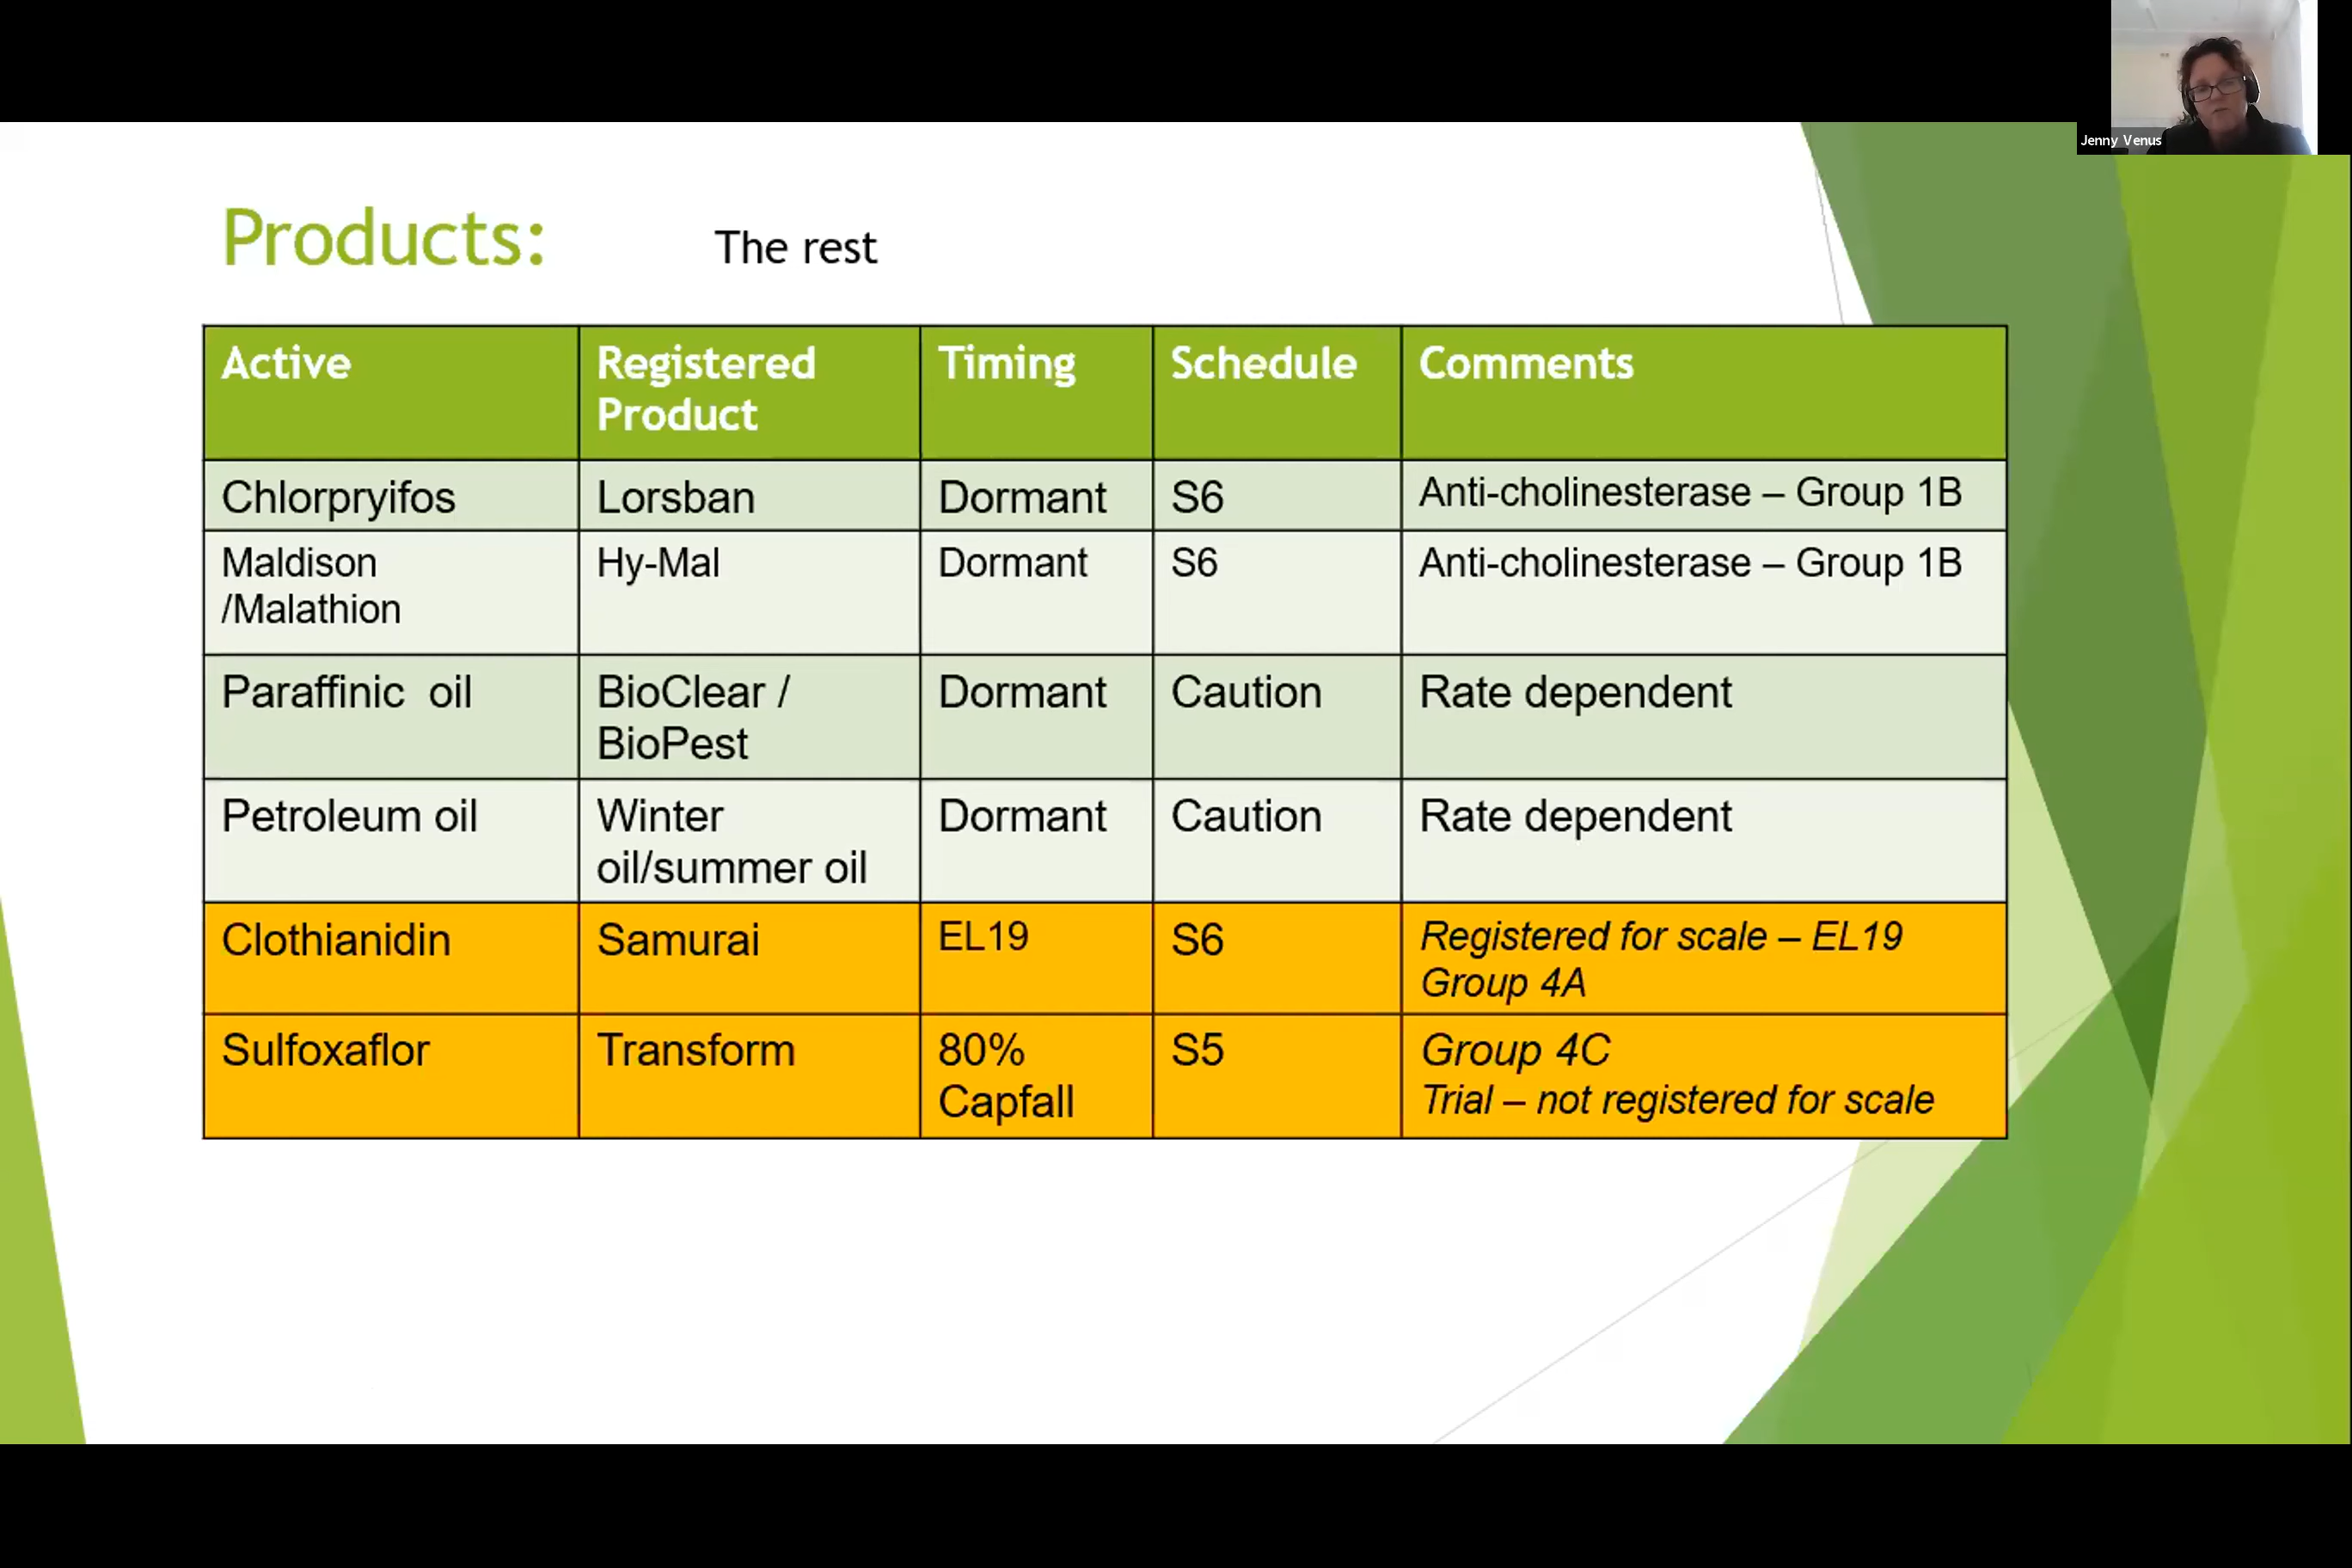 Jenny Venus
Products:
The rest
Active
Registered
Product
Timing
Schedule
Comments
Chlorpryifos
Lorsban
Dormant
S6
Anti-cholinesterase – Group 1B
Maldison
/Malathion
Hy-Mal
Dormant
S6
Anti-cholinesterase – Group 1B
Paraffinic oil
BioClear /
BioPest
Dormant
Caution
Rate dependent
Petroleum oil
Winter
oil/summer oil
Dormant
Caution
Rate dependent
Clothianidin
Samurai
EL19
S6
Registered for scale – EL19
Group 4A
Sulfoxaflor
Transform
80%
Capfall
S5
Group 4C
Trial – not registered for scale